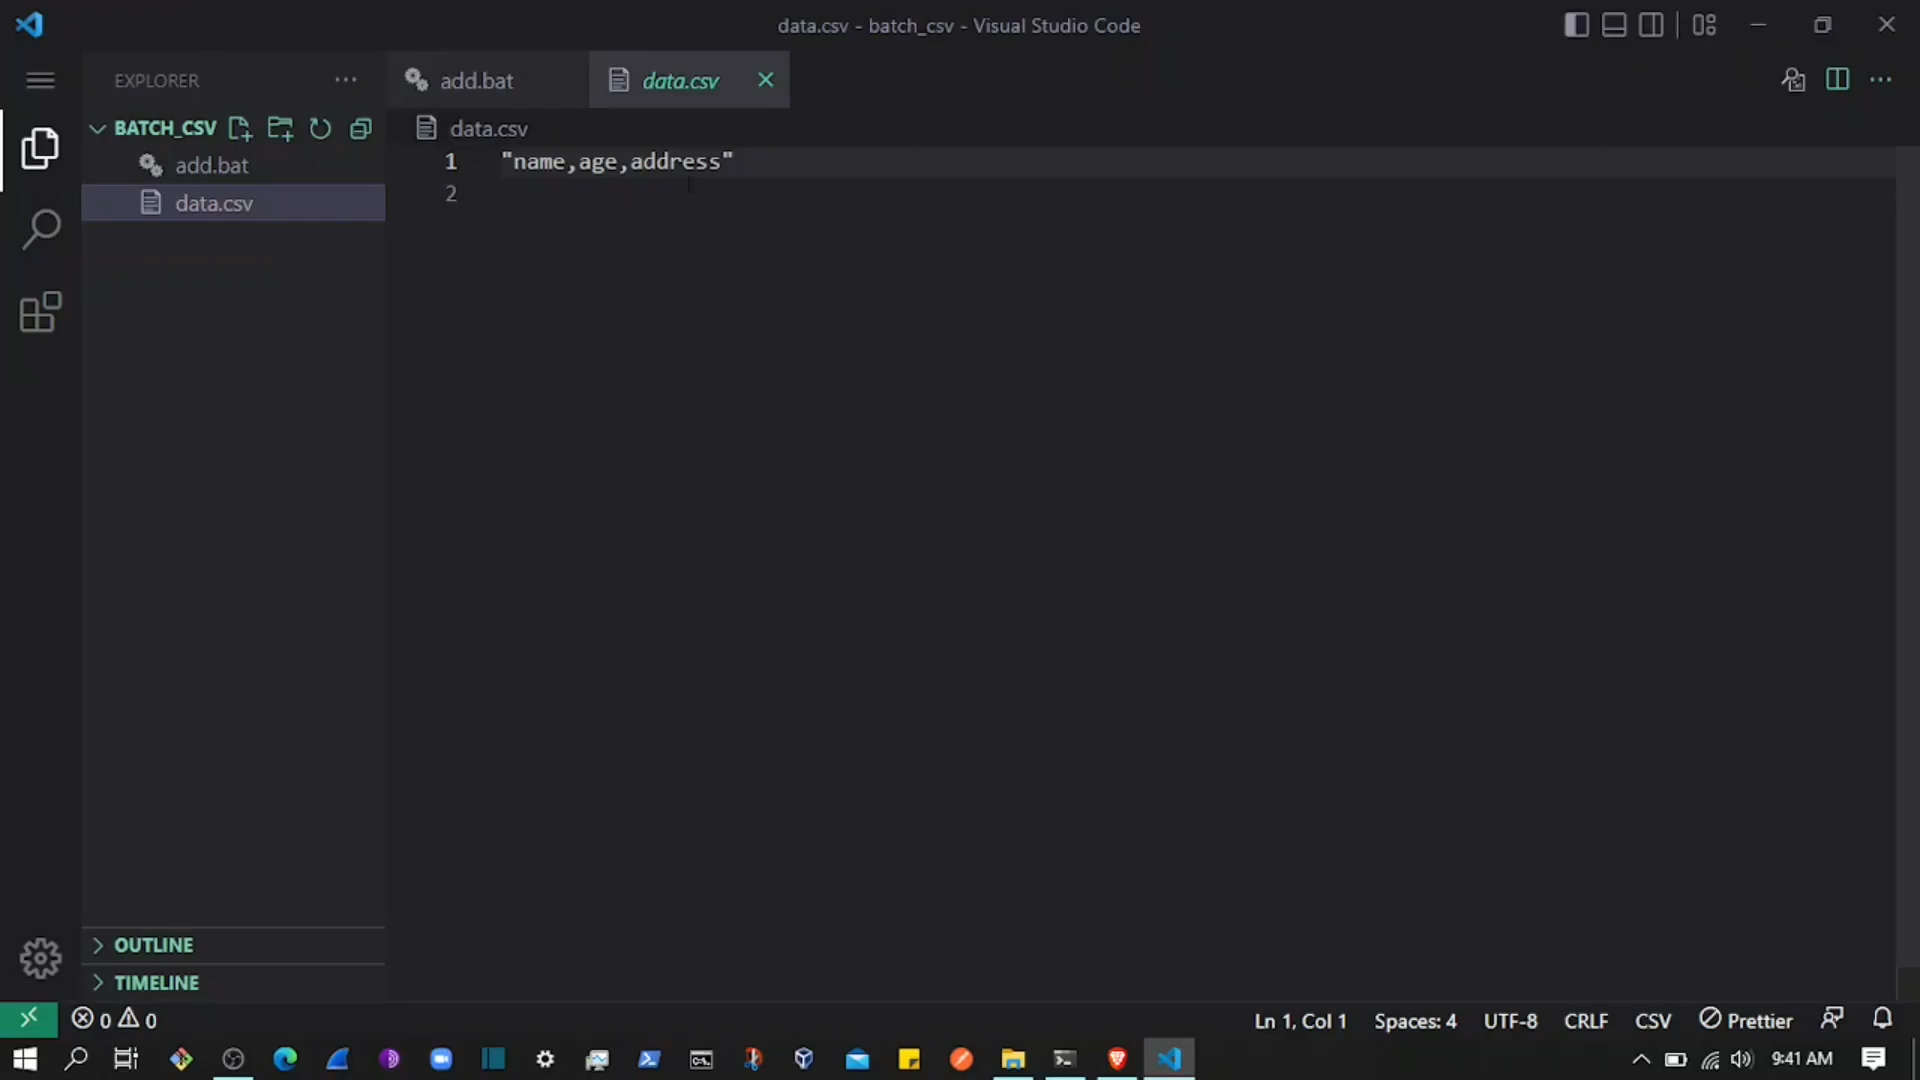 data.csv - batch_csv - Visual Studio Code
EXPLORER
add.bat
data.csv
BATCH_CSV
data.csv
add.bat
data.csv
1 "name,age,address"
2
OUTLINE
TIMELINE
0 0
Ln 1, Col 1
Spaces: 4
UTF-8
CRLF
CSV
Prettier
9:41 AM